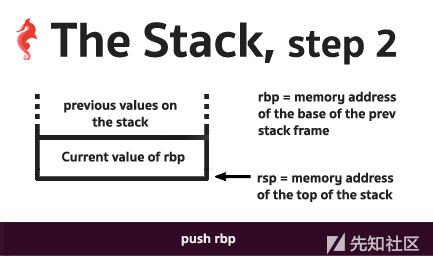 The Stack, step 2
previous values on
the stack
rbp = memory address
of the base of the prev
stack frame
Current value of rbp
rsp = memory address
of the top of the stack
push rbp
先知社区